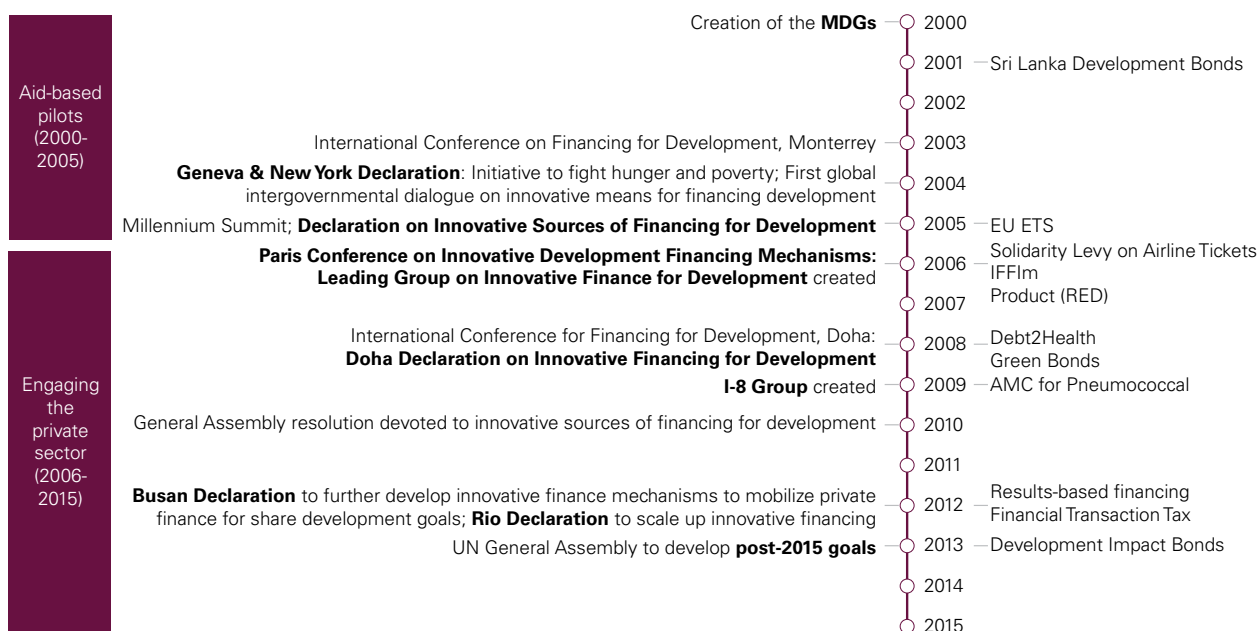 Aid-based
pilots
(2000-
2005)
Engaging
the
private
sector
(2006-
2015)
Creation of the MDGs
2000
2001
Sri Lanka Development Bonds
2002
International Conference on Financing for Development, Monterrey
2003
Geneva & New York Declaration: Initiative to fight hunger and poverty; First global
intergovernmental dialogue on innovative means for financing development
2004
Millennium Summit; Declaration on Innovative Sources of Financing for Development
2005
EU ETS
Paris Conference on Innovative Development Financing Mechanisms:
Leading Group on Innovative Finance for Development created
2006
Solidarity Levy on Airline Tickets
IFFIm
Product (RED)
2007
International Conference for Financing for Development, Doha:
Doha Declaration on Innovative Financing for Development
2008
Debt2Health
Green Bonds
I-8 Group created
2009
AMC for Pneumococcal
General Assembly resolution devoted to innovative sources of financing for development
2010
2011
Busan Declaration to further develop innovative finance mechanisms to mobilize private
finance for share development goals; Rio Declaration to scale up innovative financing
2012
Results-based financing
Financial Transaction Tax
UN General Assembly to develop post-2015 goals
2013
Development Impact Bonds
2014
2015